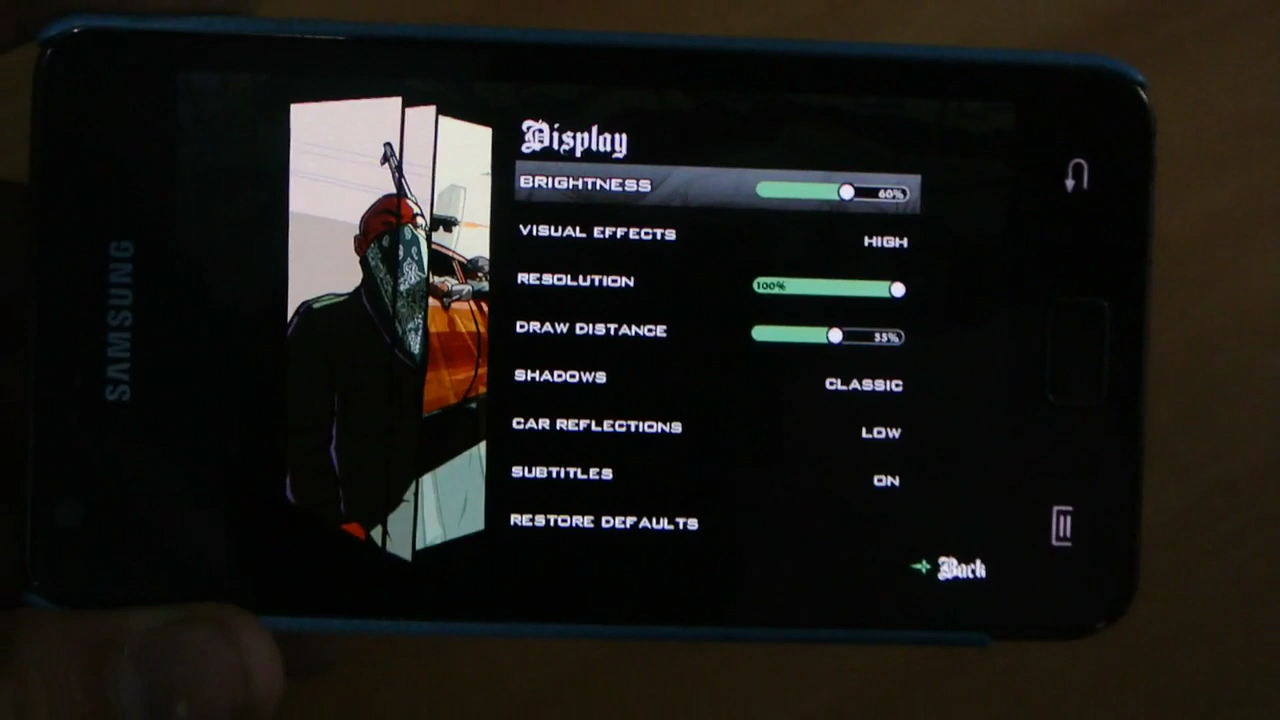 SAMSUNG
Display
BRIGHTNESS 60%
VISUAL EFFECTS HIGH
RESOLUTION 100%
DRAW DISTANCE 55%
SHADOWS CLASSIC
CAR REFLECTIONS LOW
SUBTITLES ON
RESTORE DEFAULTS
Back